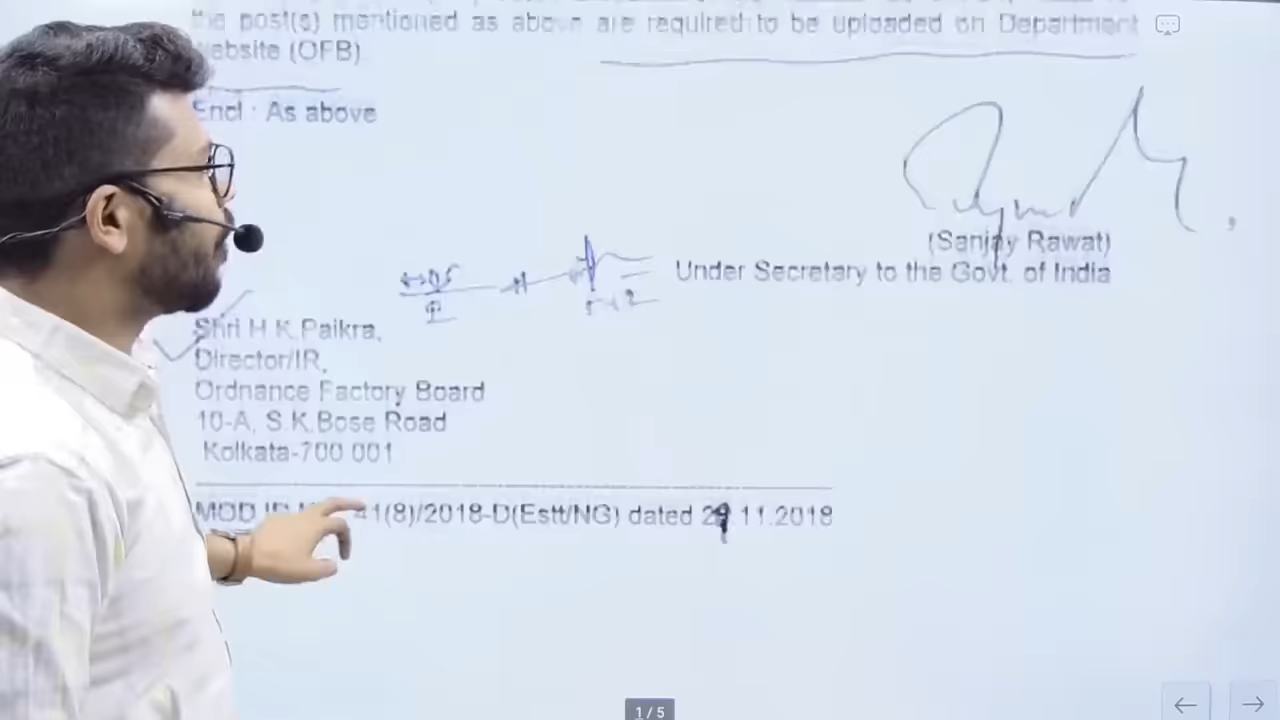 the post(s) mentioned as above are required to be uploaded on Department
website (OFB)
Encl : As above
(Sanjay Rawat)
Under Secretary to the Govt. of India
Shri H K Paikra,
Director/IR,
Ordnance Factory Board
10-A, S.K.Bose Road
Kolkata-700 001
MOD 41(8)/2018-D(Estt/NG) dated 29.11.2018
1 / 5